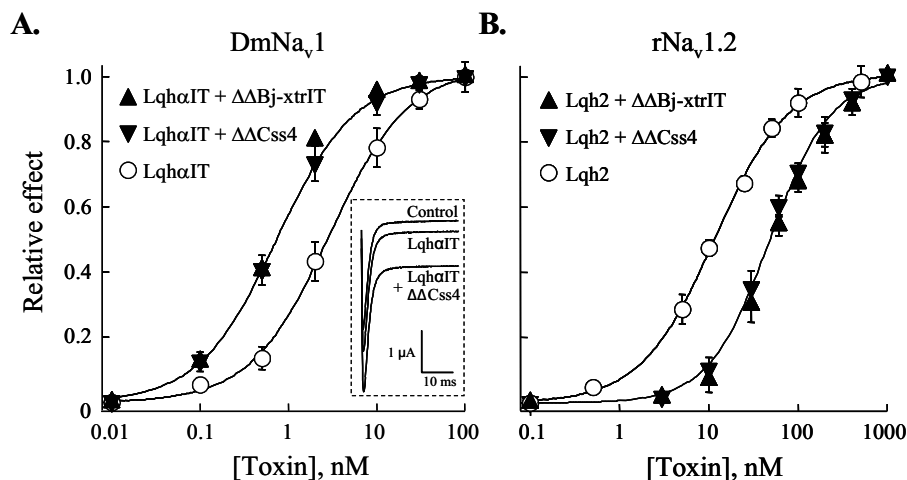 A.
DmNav1
Relative effect
1.0
0.8
0.6
0.4
0.2
0
LqhαIT + ΔΔBj-xtrIT
LqhαIT + ΔΔCss4
LqhαIT
Control
LqhαIT
LqhαIT
+ ΔΔCss4
1 μA
10 ms
0.01 0.1 1 10 100
[Toxin], nM
B.
rNav1.2
Lqh2 + ΔΔBj-xtrIT
Lqh2 + ΔΔCss4
Lqh2
0.1 1 10 100 1000
[Toxin], nM